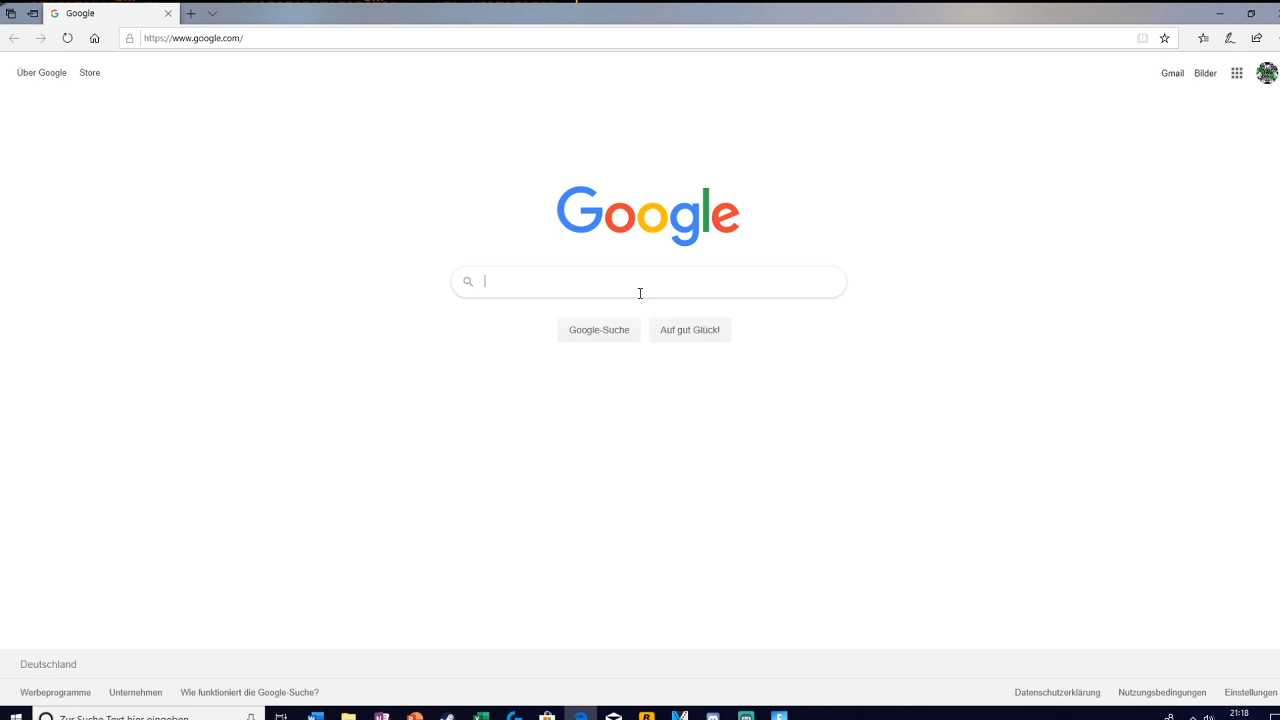 Google
https://www.google.com/
Über Google Store
Gmail Bilder
Google
Google-Suche Auf gut Glück!
Deutschland
Werbeprogramme Unternehmen Wie funktioniert die Google-Suche?
Datenschutzerklärung Nutzungsbedingungen Einstellungen
Zur Suche Text hier eingeben
21:18